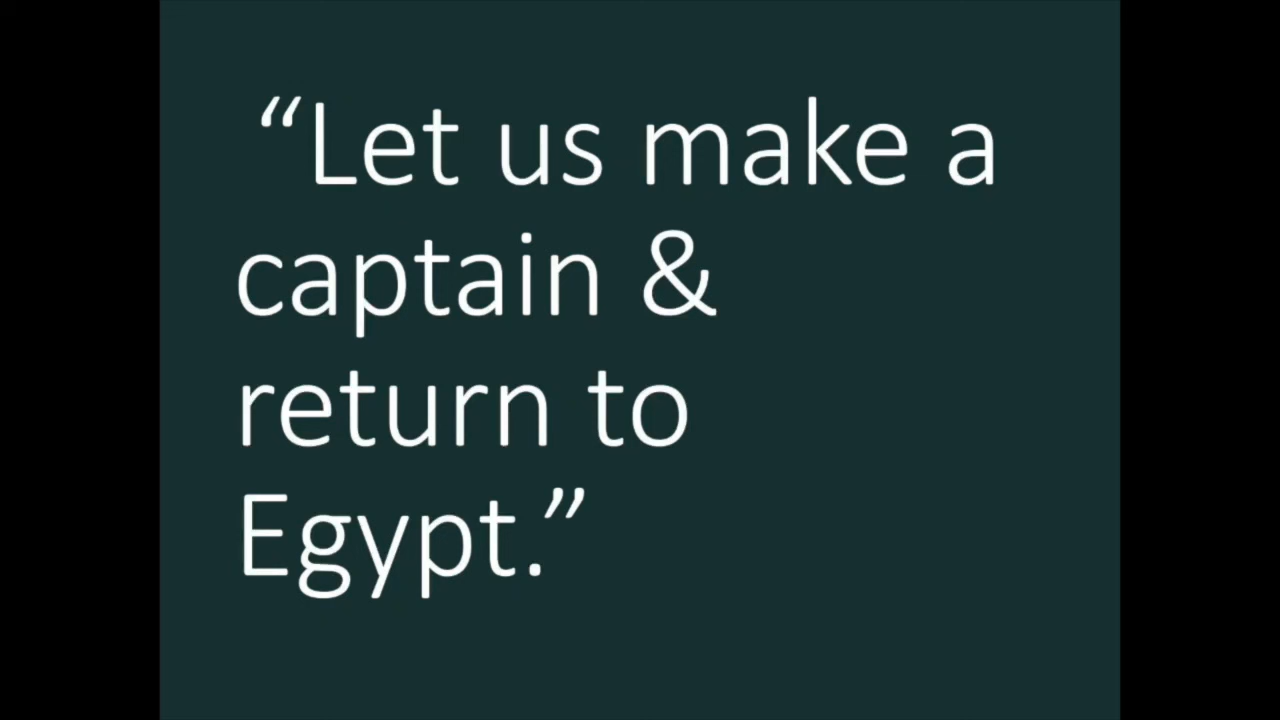 “Let us make a
captain &
return to
Egypt.”